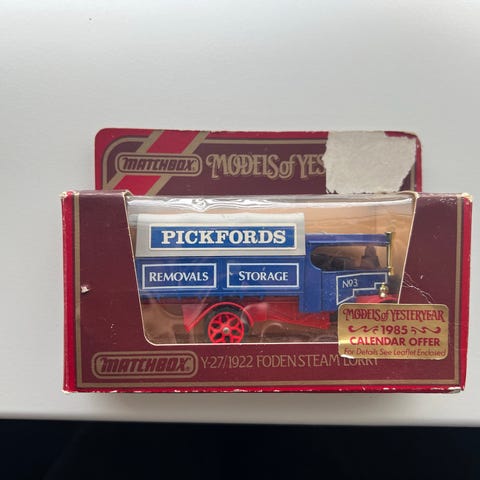 MATCHBOX
MODELS of YES
PICKFORDS
REMOVALS
STORAGE
Nº3
MODELS of YESTERYEAR
1985
CALENDAR OFFER
For Details See Leaflet Enclosed
MATCHBOX
Y-27/1922 FODEN STEAM LORRY